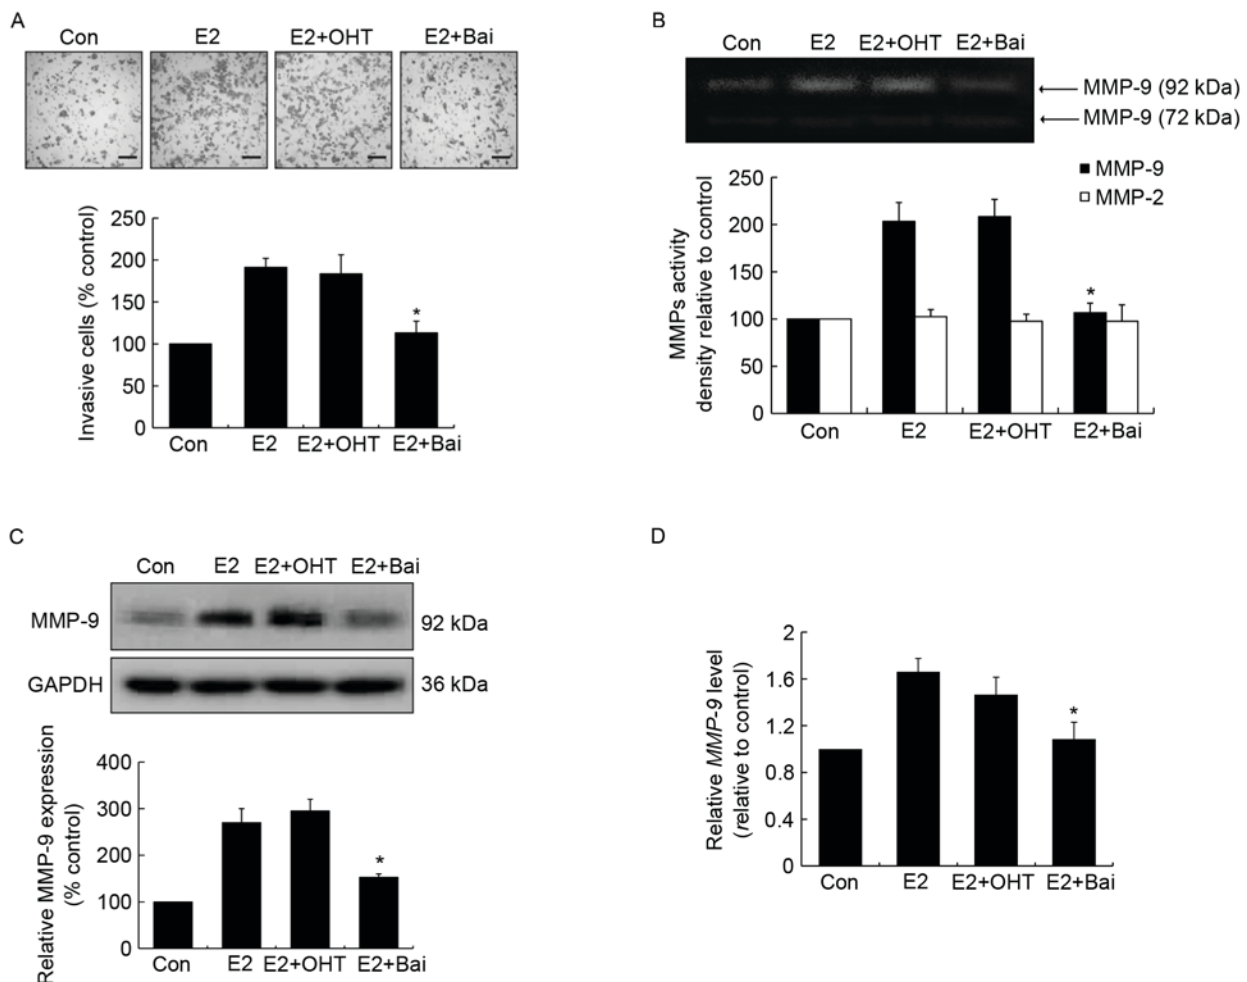 A
Con
E2
E2+OHT
E2+Bai
Invasive cells (% control)
250
200
150
100
50
0
*
Con
E2
E2+OHT
E2+Bai
B
Con
E2
E2+OHT
E2+Bai
MMP-9 (92 kDa)
MMP-9 (72 kDa)
MMP-9
MMP-2
MMPs activity
density relative to control
250
200
150
100
50
0
*
Con
E2
E2+OHT
E2+Bai
C
Con
E2
E2+OHT
E2+Bai
MMP-9
92 kDa
GAPDH
36 kDa
Relative MMP-9 expression
(% control)
400
300
200
100
0
*
Con
E2
E2+OHT
E2+Bai
D
Relative MMP-9 level
(relative to control)
2
1.6
1.2
0.8
0.4
0
*
Con
E2
E2+OHT
E2+Bai